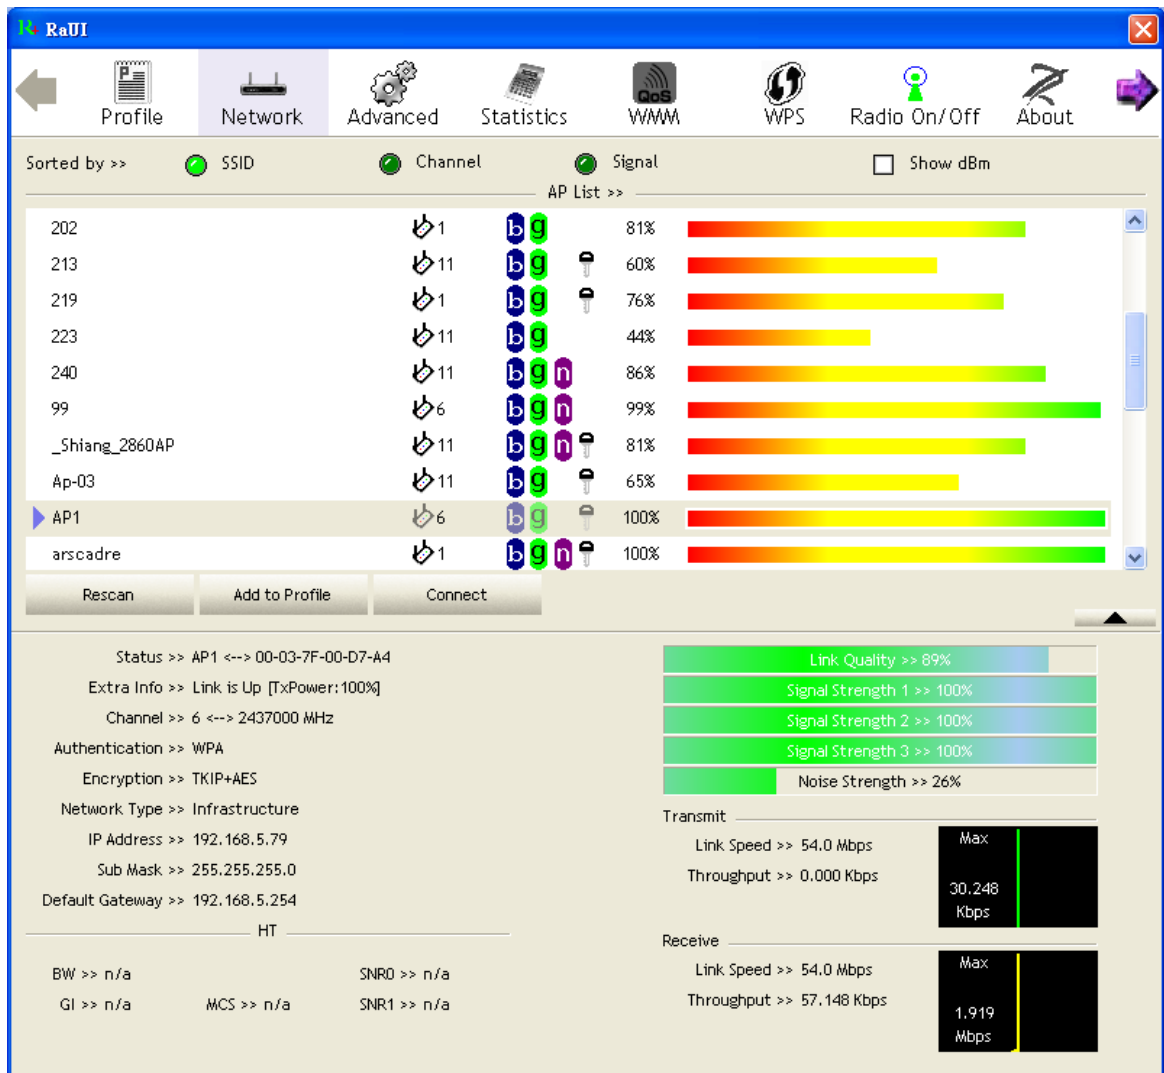 RaUI
Profile Network Advanced Statistics QoS WMM WPS Radio On/Off About
Sorted by >> SSID Channel Signal Show dBm
AP List >>
202 1 b g 81%
213 11 b g 60%
219 1 b g 76%
223 11 b g 44%
240 11 b g n 86%
99 6 b g n 99%
_Shiang_2860AP 11 b g n 81%
Ap-03 11 b g 65%
AP1 6 b g 100%
arscadre 1 b g n 100%
Rescan Add to Profile Connect
Status >> AP1 <--> 00-03-7F-00-D7-A4
Extra Info >> Link is Up [TxPower:100%]
Channel >> 6 <--> 2437000 MHz
Authentication >> WPA
Encryption >> TKIP+AES
Network Type >> Infrastructure
IP Address >> 192.168.5.79
Sub Mask >> 255.255.255.0
Default Gateway >> 192.168.5.254
HT
BW >> n/a SNR0 >> n/a
GI >> n/a MCS >> n/a SNR1 >> n/a
Link Quality >> 89%
Signal Strength 1 >> 100%
Signal Strength 2 >> 100%
Signal Strength 3 >> 100%
Noise Strength >> 26%
Transmit
Link Speed >> 54.0 Mbps
Throughput >> 0.000 Kbps
Max
30.248
Kbps
Receive
Link Speed >> 54.0 Mbps
Throughput >> 57.148 Kbps
Max
1.919
Mbps